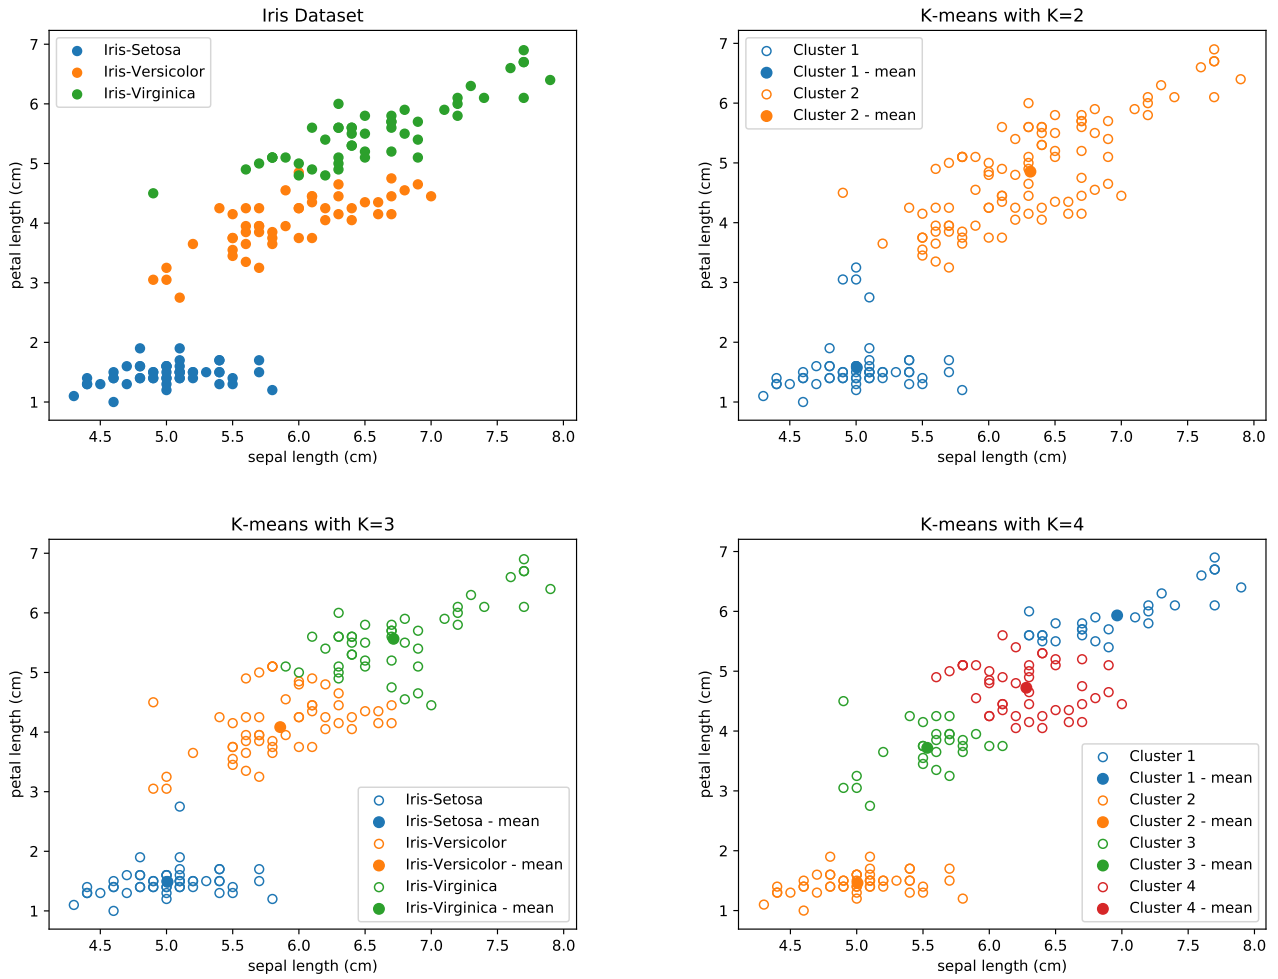 Iris Dataset
Iris-Setosa
Iris-Versicolor
Iris-Virginica
petal length (cm)
7
6
5
4
3
2
1
4.5 5.0 5.5 6.0 6.5 7.0 7.5 8.0
sepal length (cm)
K-means with K=2
Cluster 1
Cluster 1 - mean
Cluster 2
Cluster 2 - mean
petal length (cm)
7
6
5
4
3
2
1
4.5 5.0 5.5 6.0 6.5 7.0 7.5 8.0
sepal length (cm)
K-means with K=3
petal length (cm)
7
6
5
4
3
2
1
Iris-Setosa
Iris-Setosa - mean
Iris-Versicolor
Iris-Versicolor - mean
Iris-Virginica
Iris-Virginica - mean
4.5 5.0 5.5 6.0 6.5 7.0 7.5 8.0
sepal length (cm)
K-means with K=4
petal length (cm)
7
6
5
4
3
2
1
Cluster 1
Cluster 1 - mean
Cluster 2
Cluster 2 - mean
Cluster 3
Cluster 3 - mean
Cluster 4
Cluster 4 - mean
4.5 5.0 5.5 6.0 6.5 7.0 7.5 8.0
sepal length (cm)